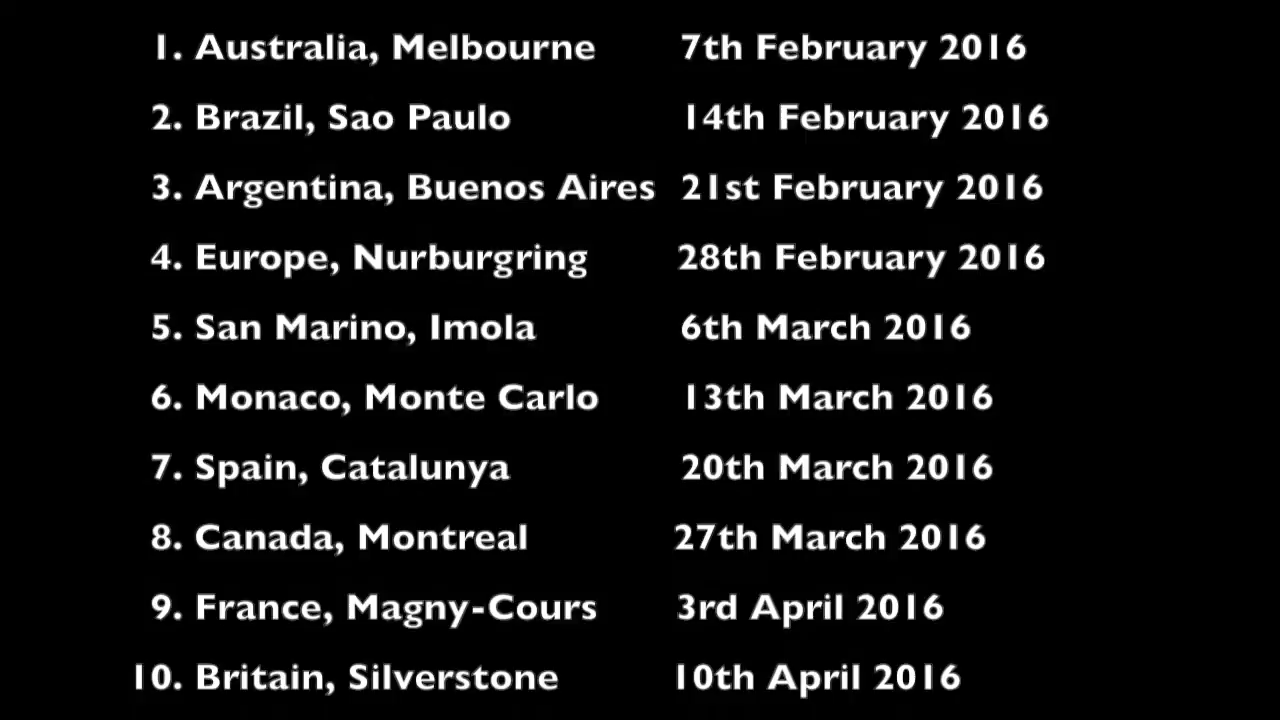 1. Australia, Melbourne 7th February 2016
2. Brazil, Sao Paulo 14th February 2016
3. Argentina, Buenos Aires 21st February 2016
4. Europe, Nurburgring 28th February 2016
5. San Marino, Imola 6th March 2016
6. Monaco, Monte Carlo 13th March 2016
7. Spain, Catalunya 20th March 2016
8. Canada, Montreal 27th March 2016
9. France, Magny-Cours 3rd April 2016
10. Britain, Silverstone 10th April 2016